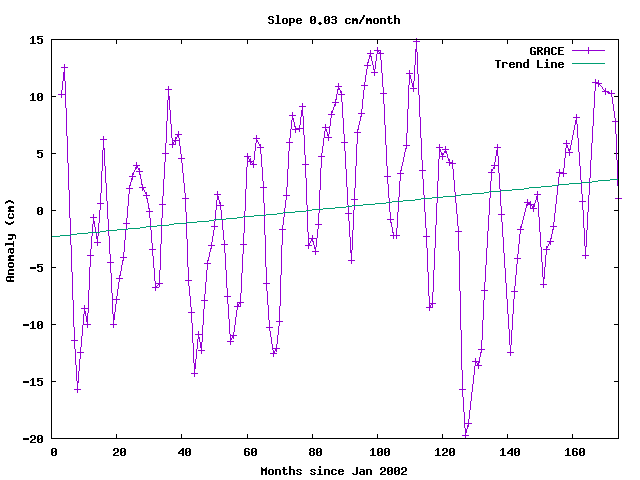 Slope 0.03 cm/month
GRACE
Trend Line
15
10
5
0
-5
-10
-15
-20
Anomaly (cm)
0 20 40 60 80 100 120 140 160
Months since Jan 2002